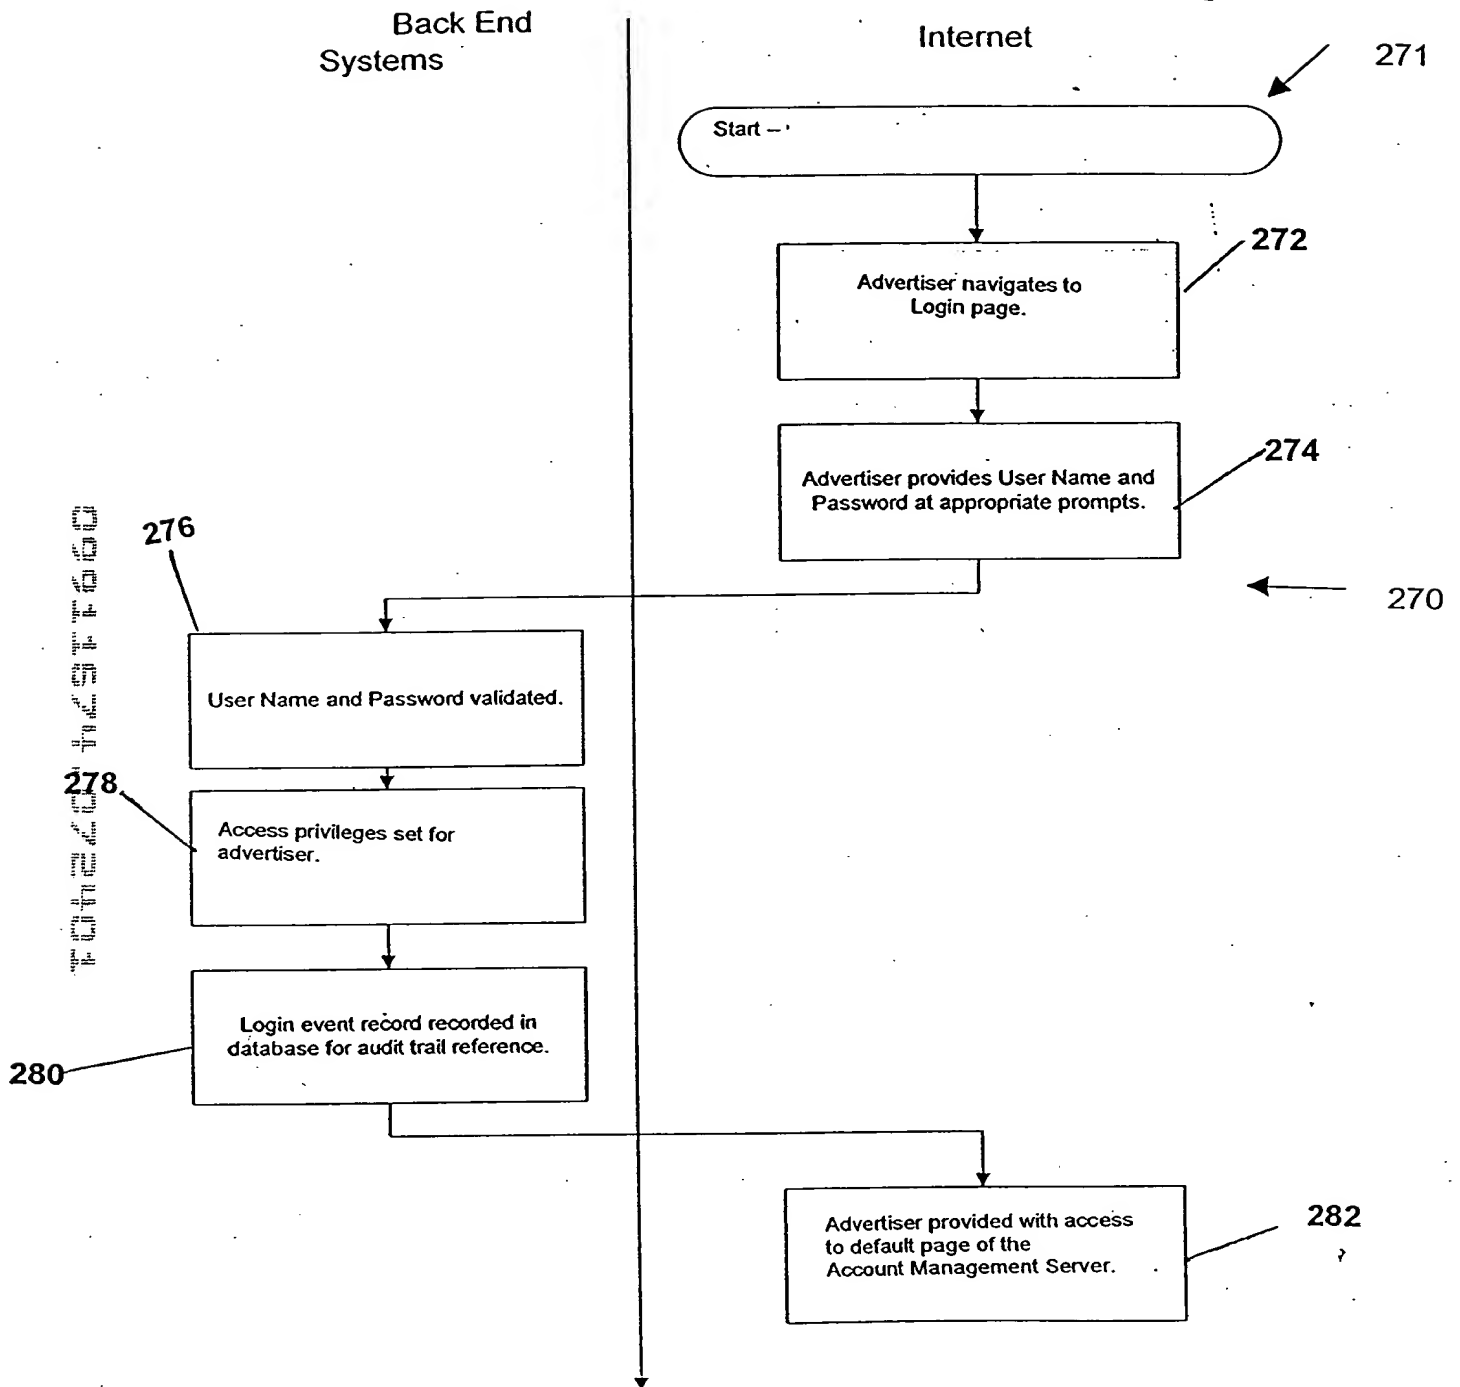 Back End
Systems
Internet
271
Start –
272
Advertiser navigates to
Login page.
274
Advertiser provides User Name and
Password at appropriate prompts.
276
270
User Name and Password validated.
278
Access privileges set for
advertiser.
Login event record recorded in
database for audit trail reference.
280
Advertiser provided with access
to default page of the
Account Management Server.
282